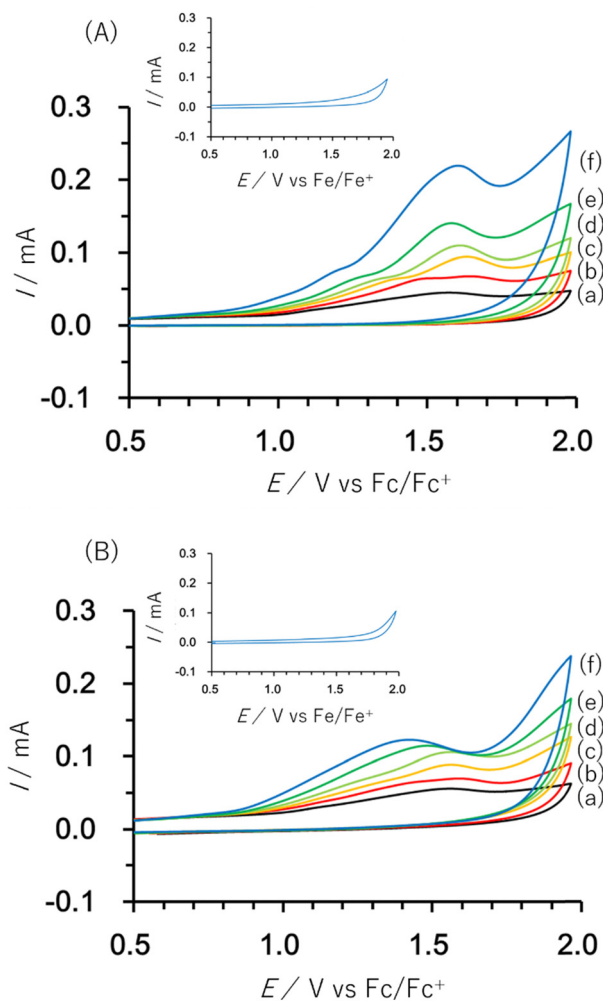 (A)
0.3
0.2
0.1
0.0
-0.1
I / mA
0.5
1.0
1.5
2.0
E / V vs Fe/Fe+
0.3
0.2
0.1
0.0
-0.1
I / mA
(f)
(e)
(d)
(c)
(b)
(a)
0.5
1.0
1.5
2.0
E / V vs Fc/Fc+
(B)
0.3
0.2
0.1
0.0
-0.1
I / mA
0.5
1.0
1.5
2.0
E / V vs Fe/Fe+
0.3
0.2
0.1
0.0
-0.1
I / mA
(f)
(e)
(d)
(c)
(b)
(a)
0.5
1.0
1.5
2.0
E / V vs Fc/Fc+